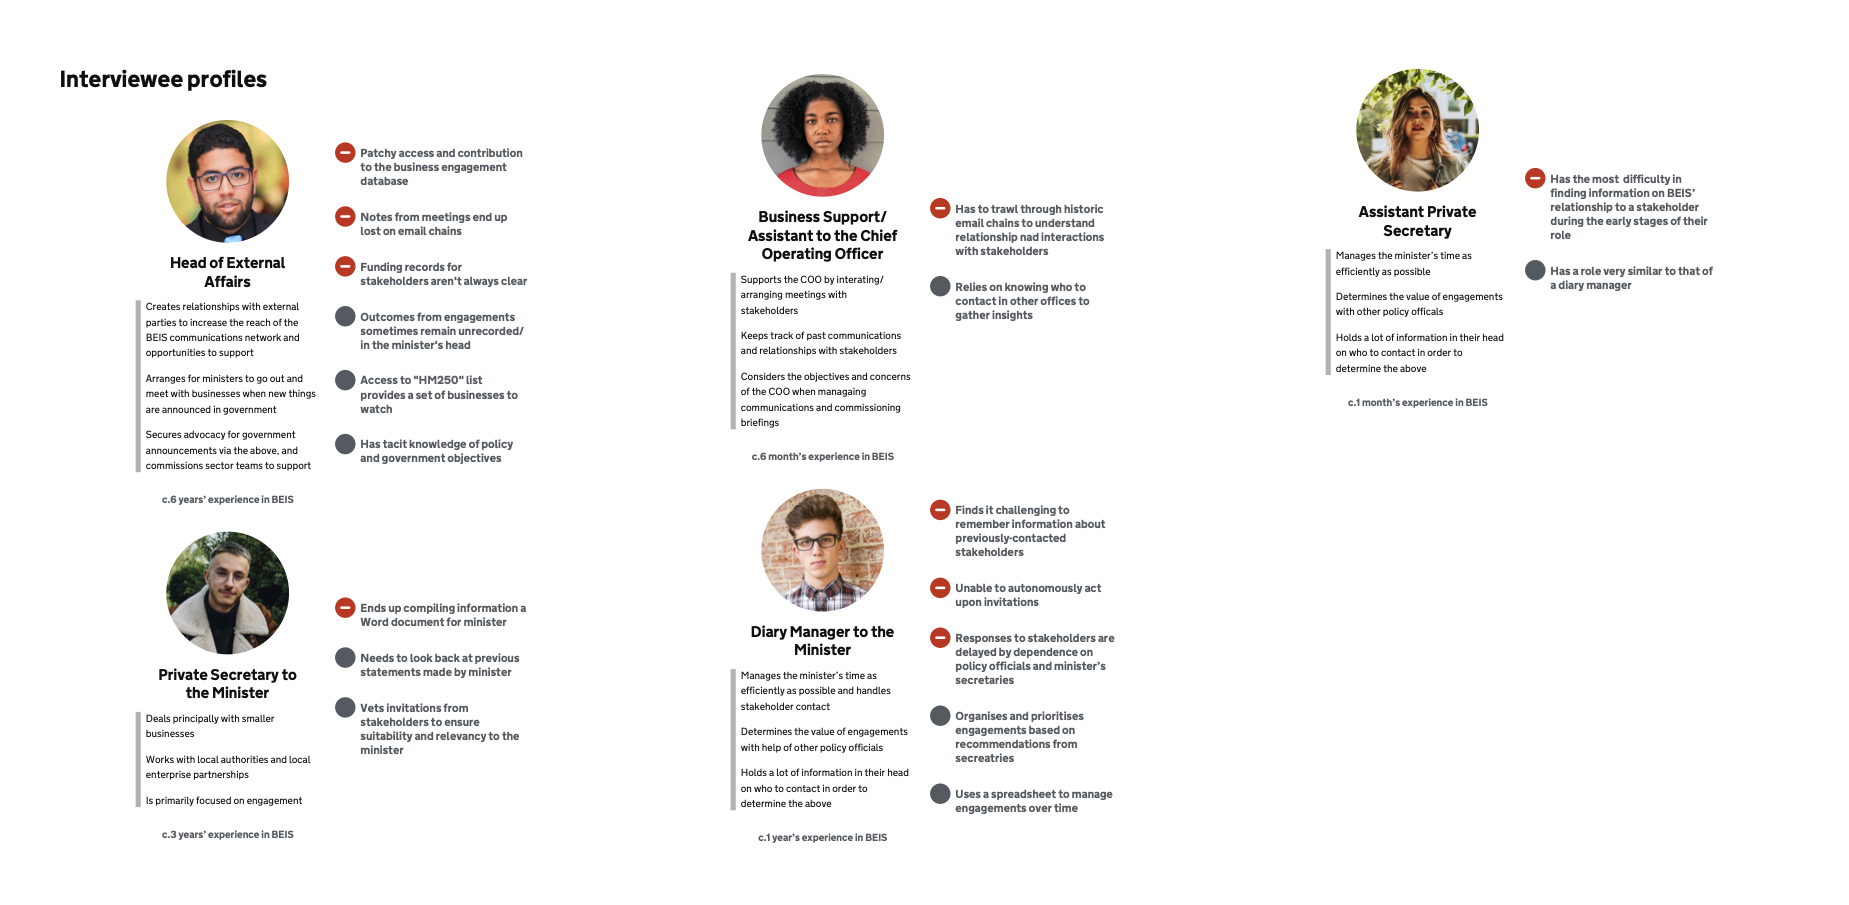 Interviewee profiles
Head of External
Affairs
Creates relationships with external
parties to increase the reach of the
BEIS communications network and
opportunities to support
Arranges for ministers to go out and
meet with businesses when new things
are announced in government
Secures advocacy for government
announcements via the above, and
commissions sector teams to support
c.6 years' experience in BEIS
Patchy access and contribution
to the business engagement
database
Notes from meetings end up
lost on email chains
Funding records for
stakeholders aren't always clear
Outcomes from engagements
sometimes remain unrecorded/
in the minister's head
Access to "HM250" list
provides a set of businesses to
watch
Has tacit knowledge of policy
and government objectives
Private Secretary to
the Minister
Deals principally with smaller
businesses
Works with local authorities and local
enterprise partnerships
Is primarily focused on engagement
c.3 years' experience in BEIS
Ends up compiling information a
Word document for minister
Needs to look back at previous
statements made by minister
Vets invitations from
stakeholders to ensure
suitability and relevancy to the
minister
Business Support/
Assistant to the Chief
Operating Officer
Supports the COO by interating/
arranging meetings with
stakeholders
Keeps track of past communications
and relationships with stakeholders
Considers the objectives and concerns
of the COO when managaing
communications and commissioning
briefings
c.6 month's experience in BEIS
Has to trawl through historic
email chains to understand
relationship nad interactions
with stakeholders
Relies on knowing who to
contact in other offices to
gather insights
Diary Manager to the
Minister
Manages the minister's time as
efficiently as possible and handles
stakeholder contact
Determines the value of engagements
with help of other policy officials
Holds a lot of information in their head
on who to contact in order to
determine the above
c.1 year's experience in BEIS
Finds it challenging to
remember information about
previously-contacted
stakeholders
Unable to autonomously act
upon invitations
Responses to stakeholders are
delayed by dependence on
policy officials and minister's
secretaries
Organises and prioritises
engagements based on
recommendations from
secreatries
Uses a spreadsheet to manage
engagements over time
Assistant Private
Secretary
Manages the minister's time as
efficiently as possible
Determines the value of engagements
with other policy officals
Holds a lot of information in their head
on who to contact in order to
determine the above
c.1 month's experience in BEIS
Has the most difficulty in
finding information on BEIS'
relationship to a stakeholder
during the early stages of their
role
Has a role very similar to that of
a diary manager